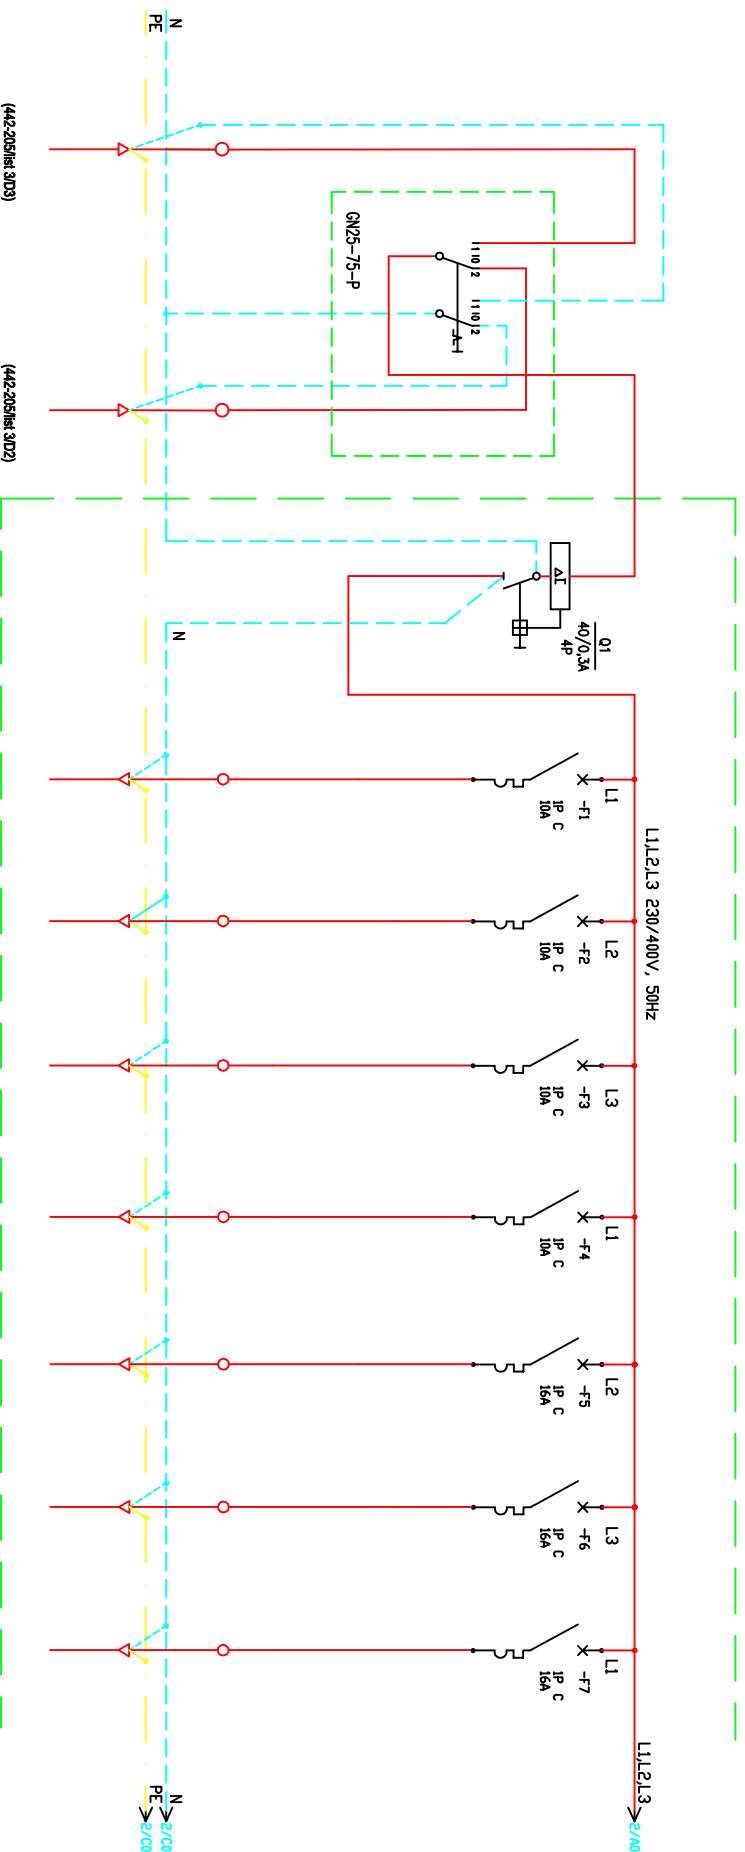 N
PE
(442-205/list 3/D3)
(442-205/list 3/D2)
GN25-75-P
1 0 2
1 0 2
ΔI
Q1
40/0,3A
4P
N
L1,L2,L3 230/400V, 50Hz
L1
-F1
1P C
10A
L2
-F2
1P C
10A
L3
-F3
1P C
10A
L1
-F4
1P C
10A
L2
-F5
1P C
16A
L3
-F6
1P C
16A
L1
-F7
1P C
16A
L1,L2,L3
2/A0
N
2/C0
PE
2/C0